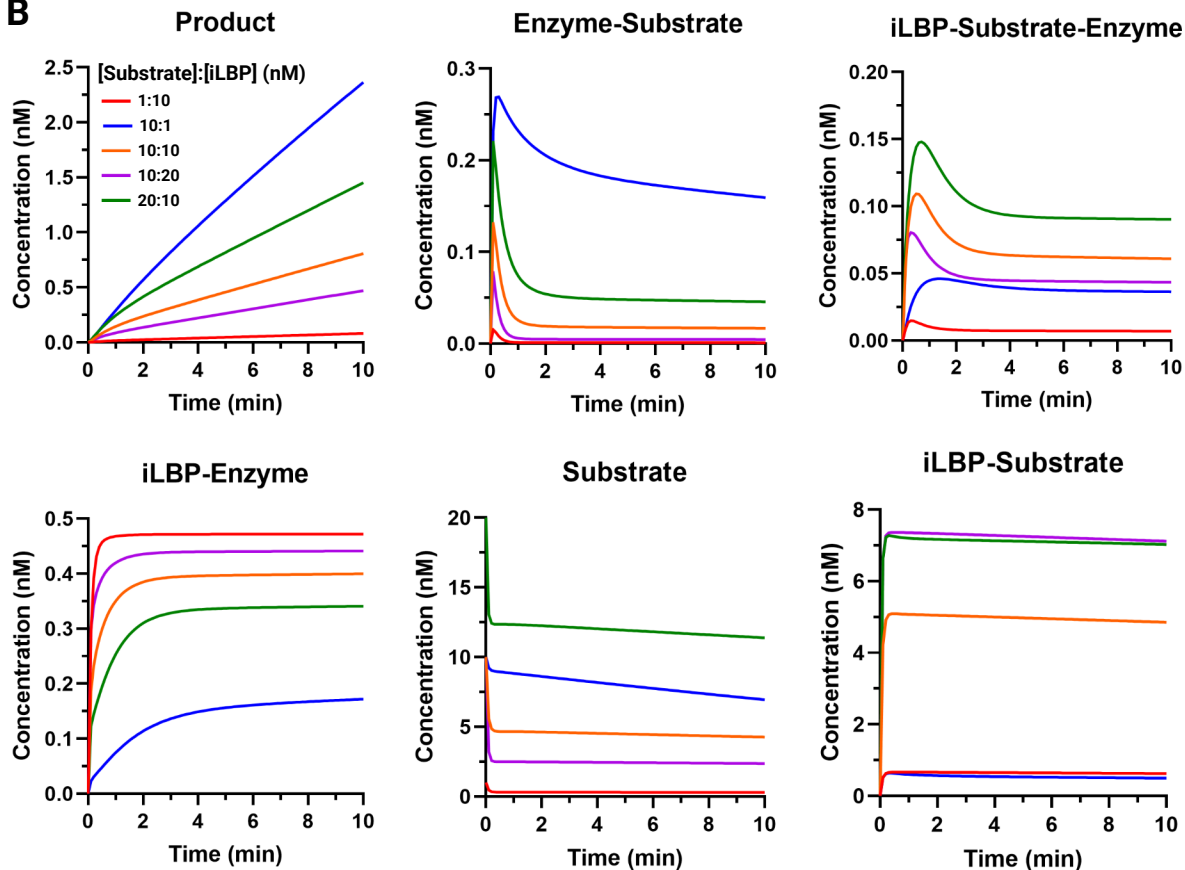 B
Product
Enzyme-Substrate
iLBP-Substrate-Enzyme
[Substrate]:[iLBP] (nM)
1:10
10:1
10:10
10:20
20:10
Concentration (nM)
2.5
2.0
1.5
1.0
0.5
0.0
0 2 4 6 8 10
Time (min)
Concentration (nM)
0.3
0.2
0.1
0.0
0 2 4 6 8 10
Time (min)
Concentration (nM)
0.20
0.15
0.10
0.05
0.00
0 2 4 6 8 10
Time (min)
iLBP-Enzyme
Substrate
iLBP-Substrate
Concentration (nM)
0.5
0.4
0.3
0.2
0.1
0.0
0 2 4 6 8 10
Time (min)
Concentration (nM)
20
15
10
5
0
0 2 4 6 8 10
Time (min)
Concentration (nM)
8
6
4
2
0
0 2 4 6 8 10
Time (min)